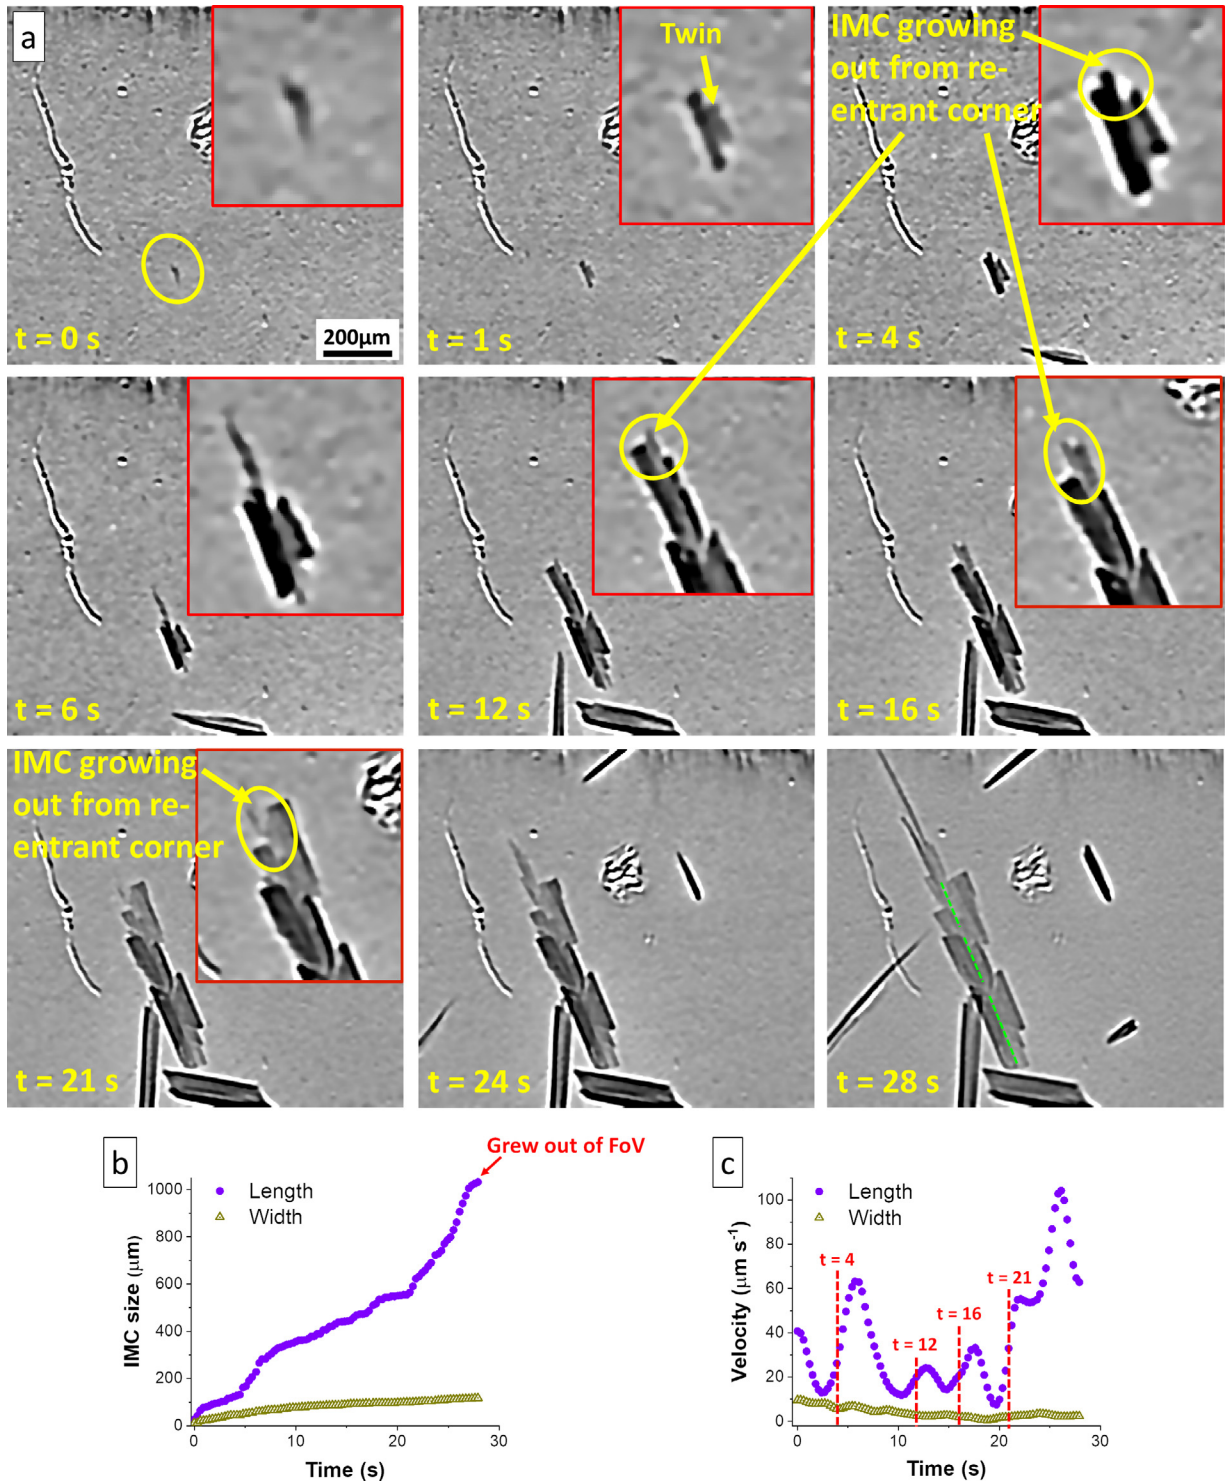 a
Twin
IMC growing
out from re-
entrant corner
t = 0 s
200µm
t = 1 s
t = 4 s
t = 6 s
t = 12 s
t = 16 s
IMC growing
out from re-
entrant corner
t = 21 s
t = 24 s
t = 28 s
b
Grew out of FoV
Length
Width
1000
800
600
400
200
0
IMC size (µm)
0
10
20
30
Time (s)
c
Length
Width
t = 4
t = 12
t = 16
t = 21
100
80
60
40
20
0
Velocity (µm s⁻¹)
0
10
20
30
Time (s)